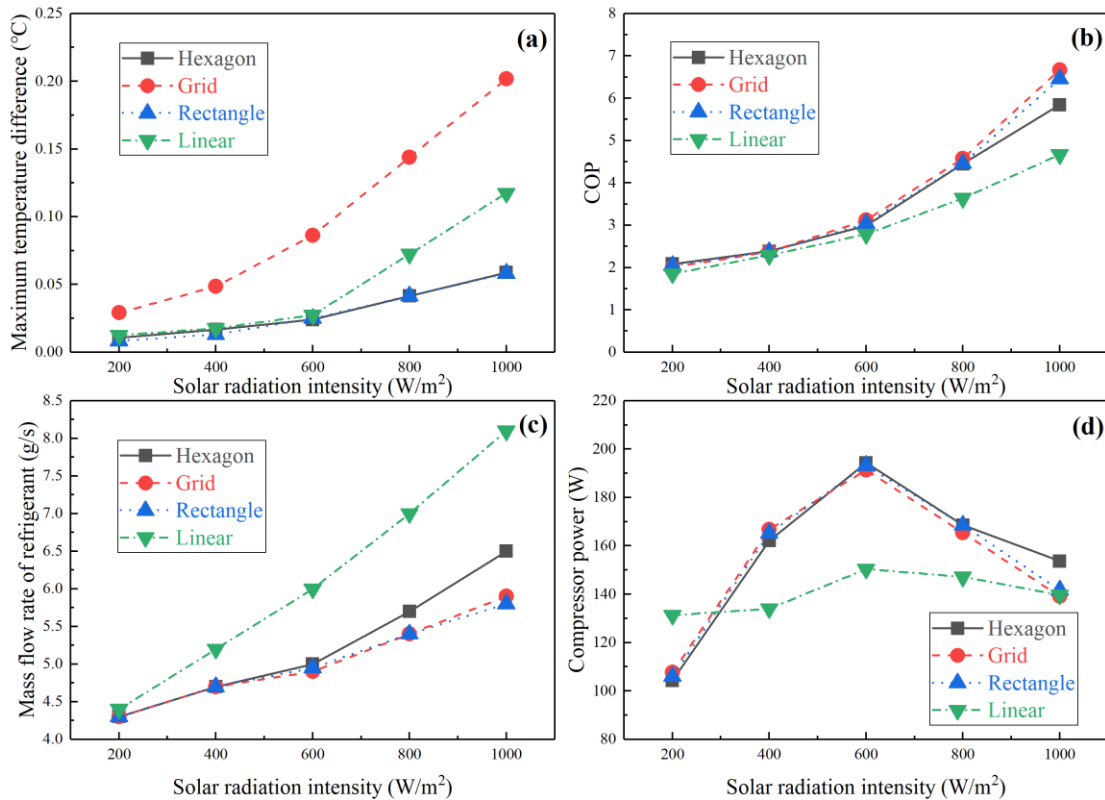 (a)
Maximum temperature difference (℃)
0.25
0.20
0.15
0.10
0.05
0.00
Hexagon
Grid
Rectangle
Linear
200 400 600 800 1000
Solar radiation intensity (W/m²)
(b)
COP
8
7
6
5
4
3
2
1
0
Hexagon
Grid
Rectangle
Linear
200 400 600 800 1000
Solar radiation intensity (W/m²)
(c)
Mass flow rate of refrigerant (g/s)
8.5
8.0
7.5
7.0
6.5
6.0
5.5
5.0
4.5
4.0
Hexagon
Grid
Rectangle
Linear
200 400 600 800 1000
Solar radiation intensity (W/m²)
(d)
Compressor power (W)
220
200
180
160
140
120
100
80
Hexagon
Grid
Rectangle
Linear
200 400 600 800 1000
Solar radiation intensity (W/m²)